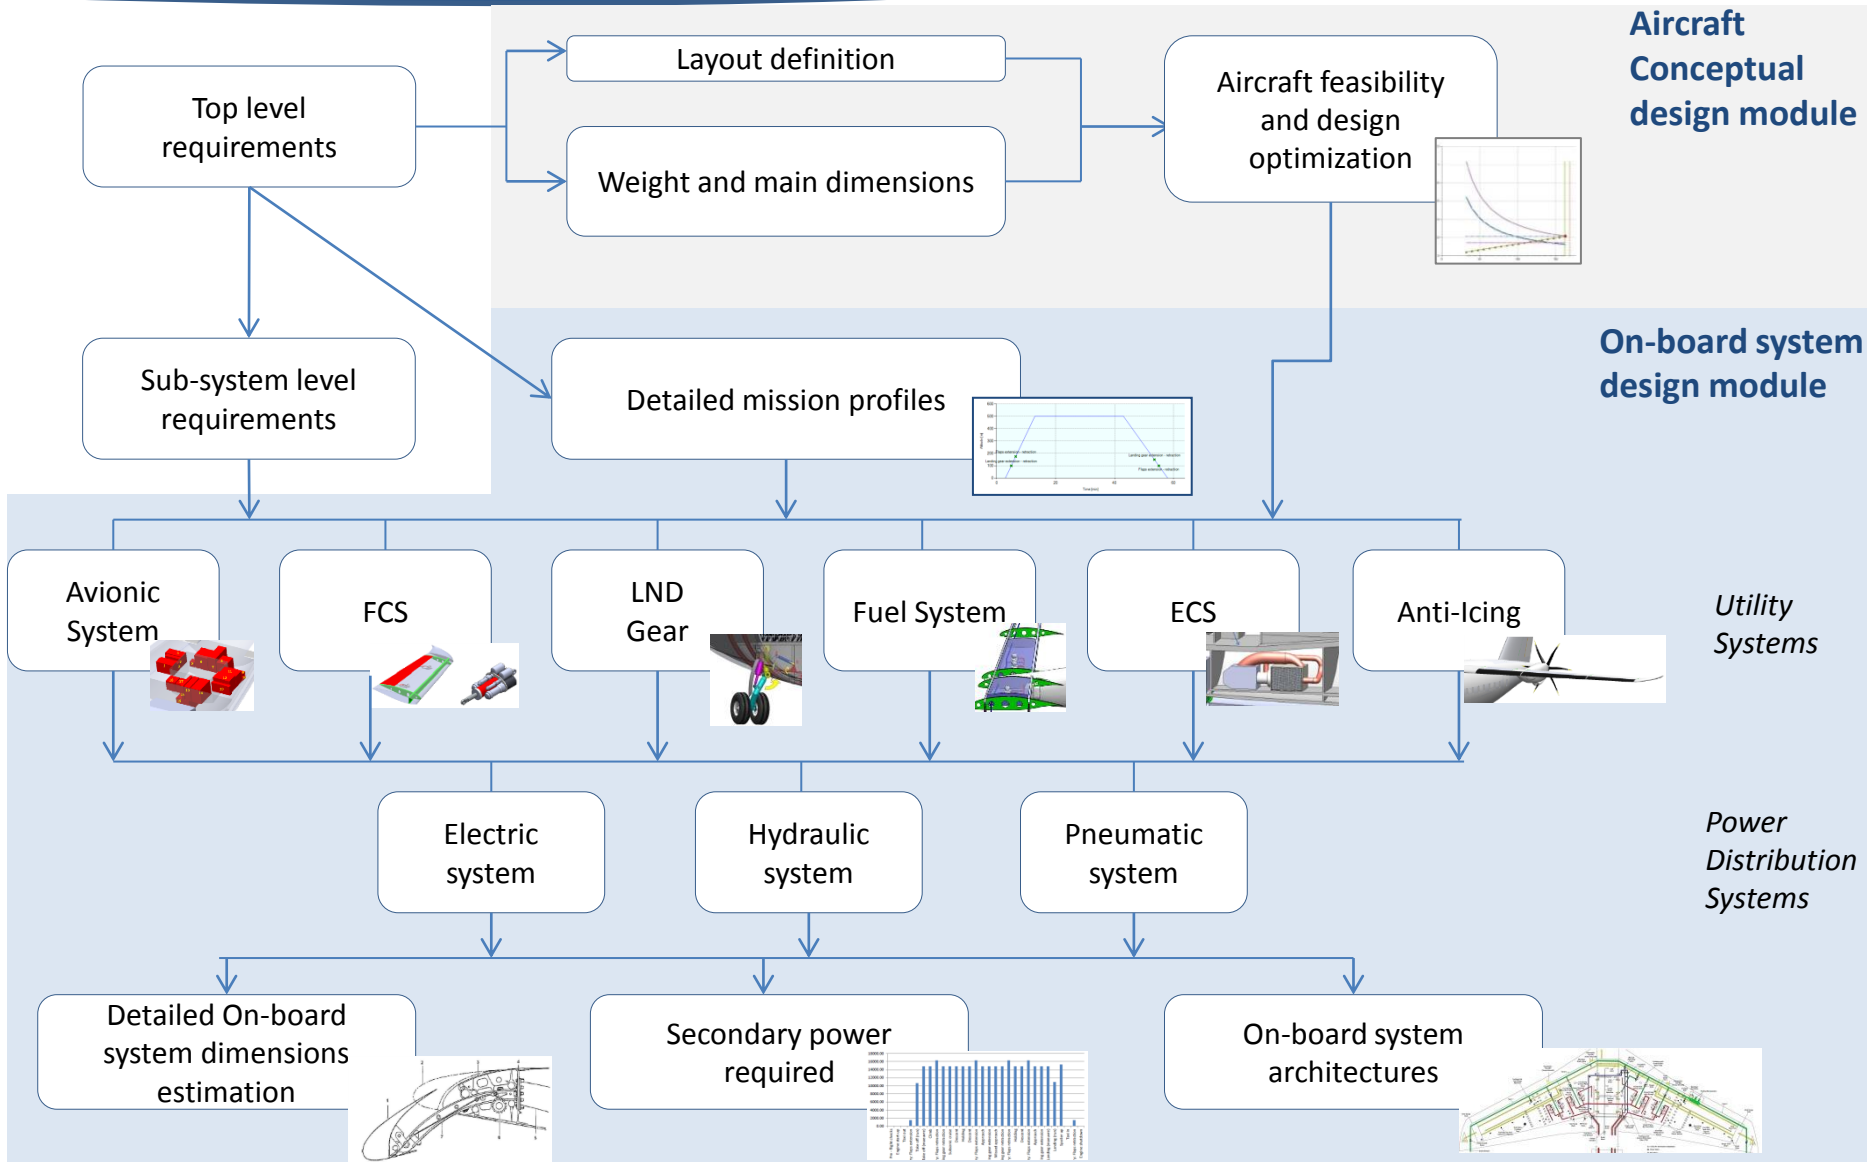 Aircraft
Conceptual
design module
Layout definition
Top level
requirements
Weight and main dimensions
Aircraft feasibility
and design
optimization
On-board system
design module
Sub-system level
requirements
Detailed mission profiles
Avionic
System
FCS
LND
Gear
Fuel System
ECS
Anti-Icing
Utility
Systems
Electric
system
Hydraulic
system
Pneumatic
system
Power
Distribution
Systems
Detailed On-board
system dimensions
estimation
Secondary power
required
On-board system
architectures